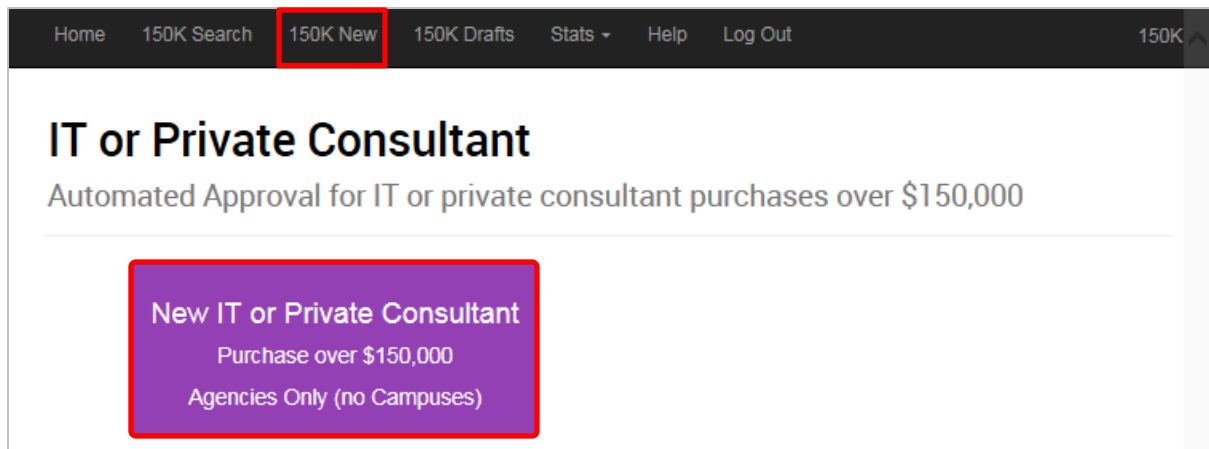 Home 150K Search 150K New 150K Drafts Stats Help Log Out 150K
IT or Private Consultant
Automated Approval for IT or private consultant purchases over $150,000
New IT or Private Consultant
Purchase over $150,000
Agencies Only (no Campuses)